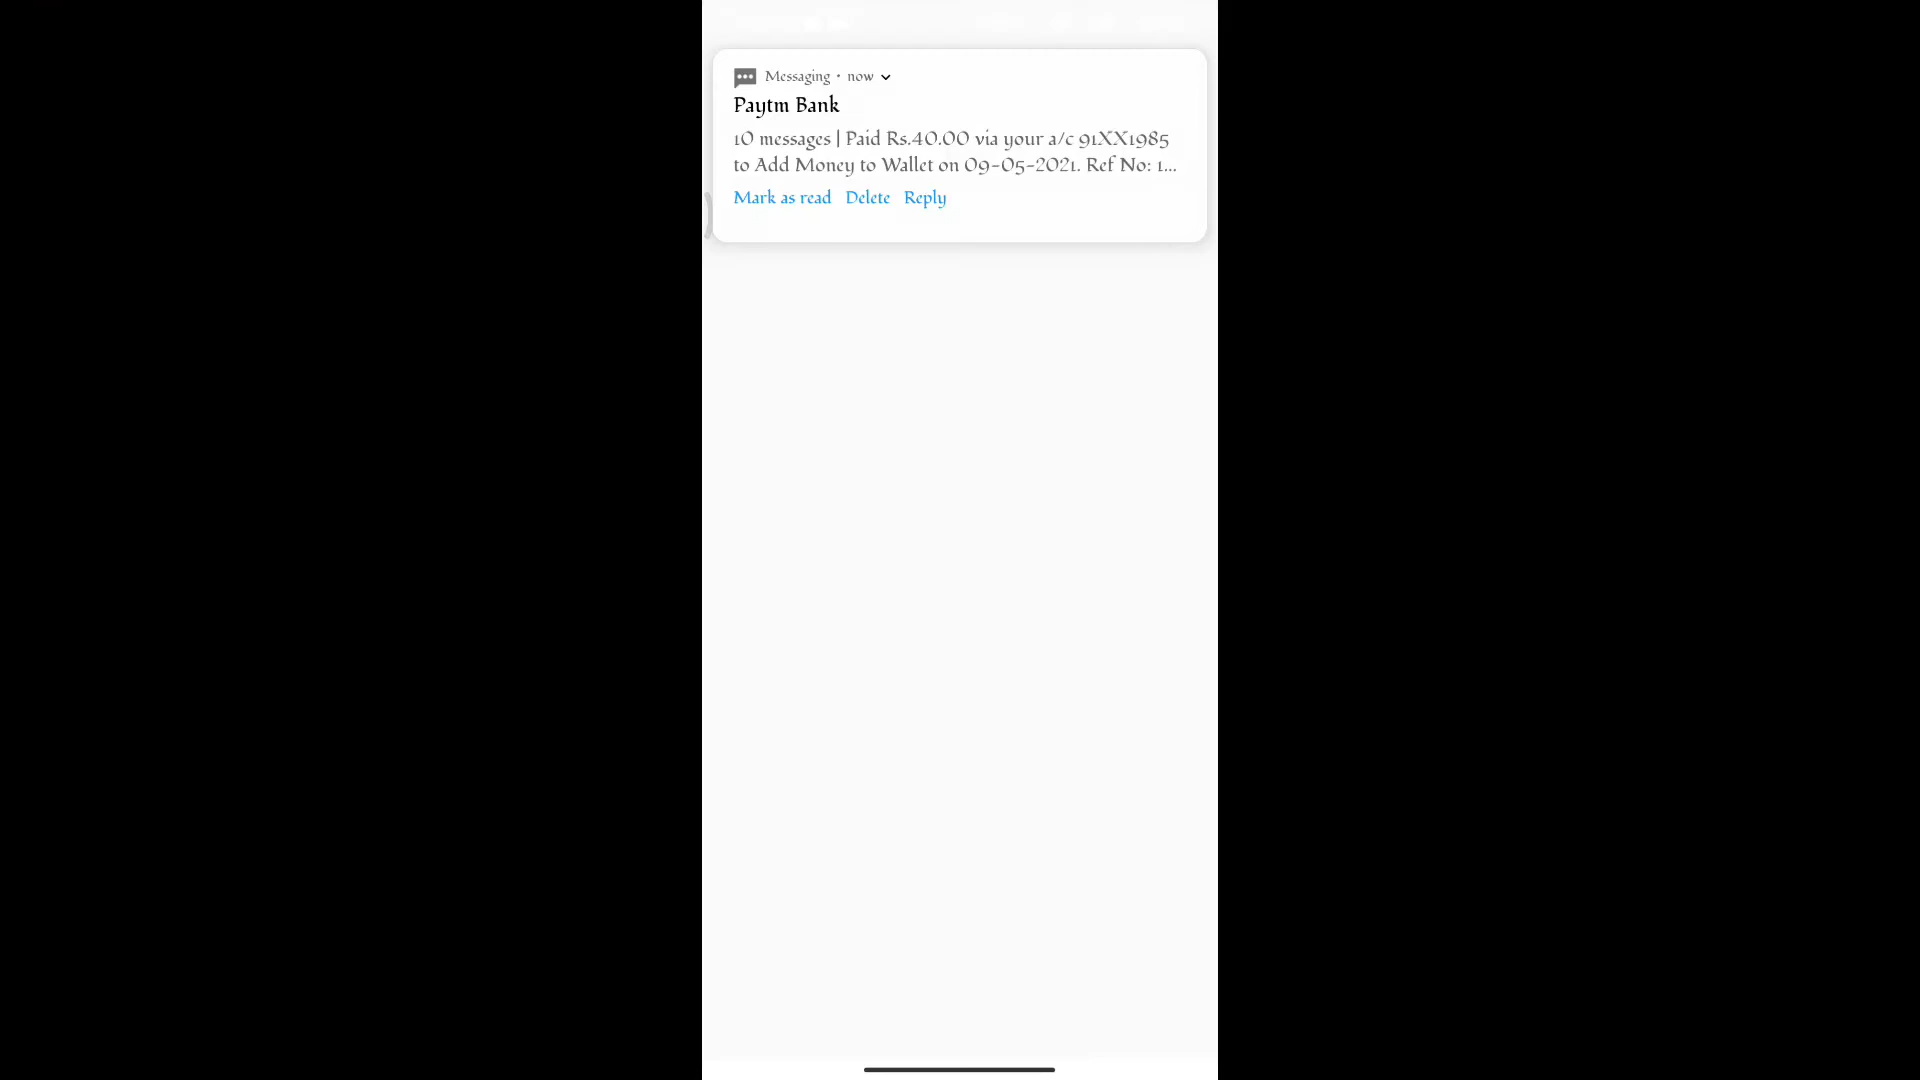 Messaging • now
Paytm Bank
10 messages | Paid Rs.40.00 via your a/c 91XX1985
to Add Money to Wallet on 09-05-2021. Ref No: 1...
Mark as read Delete Reply